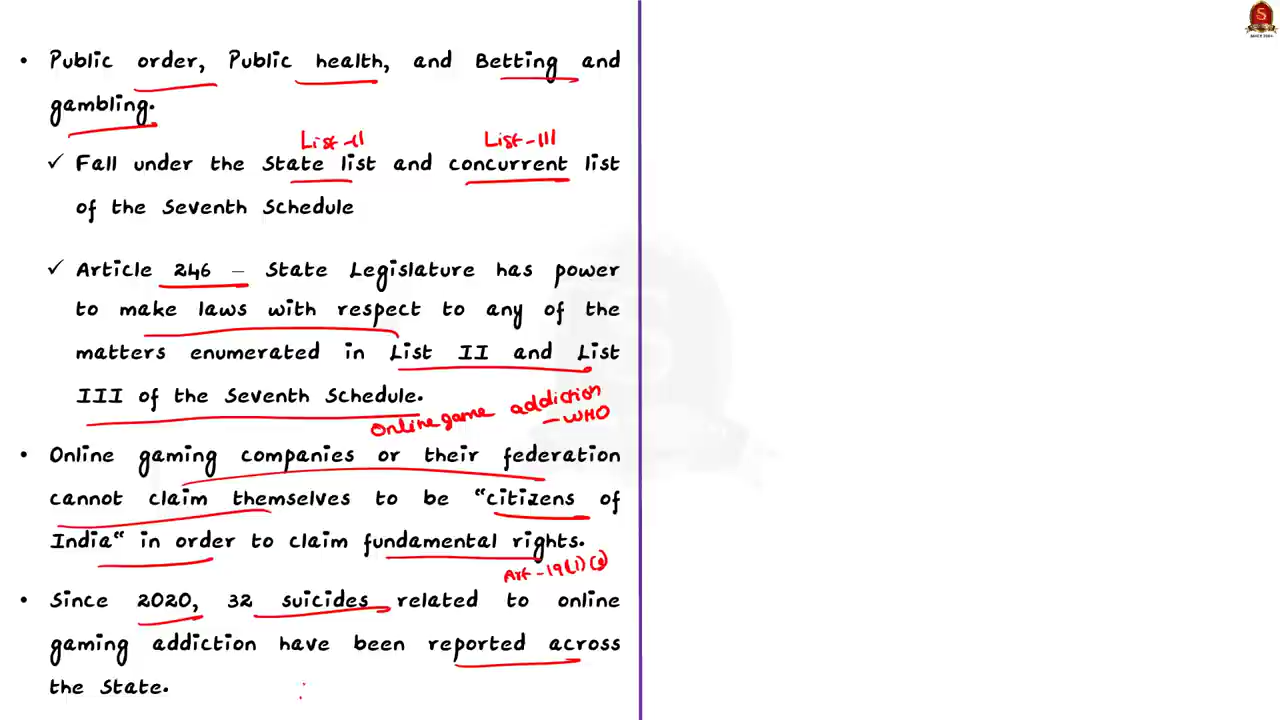 • Public order, Public health, and Betting and
gambling.
List-II List-III
✓ Fall under the State list and concurrent list
of the Seventh Schedule
✓ Article 246 – State Legislature has power
to make laws with respect to any of the
matters enumerated in List II and List
III of the Seventh Schedule.
Online game addiction
- WHO
• Online gaming companies or their federation
cannot claim themselves to be "citizens of
India" in order to claim fundamental rights.
Art-19(1)(g)
• Since 2020, 32 suicides related to online
gaming addiction have been reported across
the State.
S
SINCE 2004